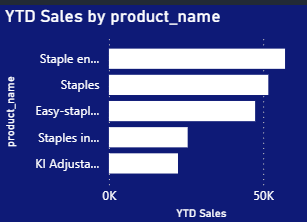 YTD Sales by product_name
product_name
Staple en...
Staples
Easy-stapl...
Staples in...
KI Adjusta...
0K 50K
YTD Sales